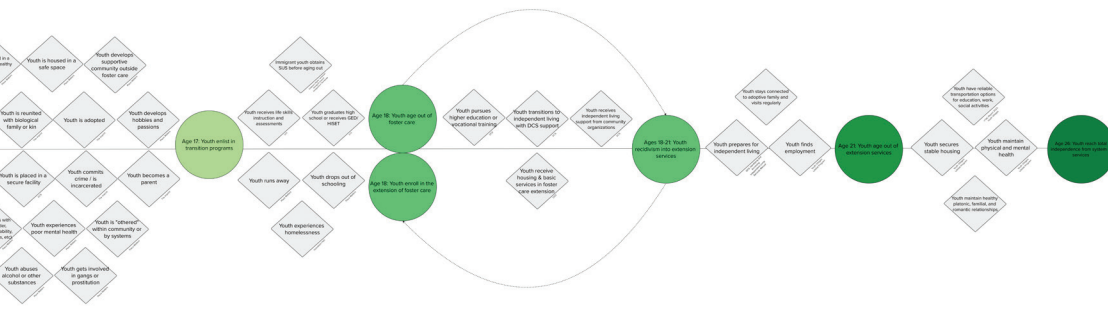 Youth is housed in a
safe space
Youth develops
supportive
community outside
foster care
Youth is reunited
with biological
family or kin
Youth is adopted
Youth develops
hobbies and
passions
Youth is placed in a
secure facility
Youth commits
crime / is
incarcerated
Youth becomes a
parent
Youth experiences
poor mental health
Youth is "othered"
within community or
by systems
Youth abuses
alcohol or other
substances
Youth gets involved
in gangs or
prostitution
Age 17: Youth enlist in
transition programs
Immigrant youth obtains
SIJS before aging out
Youth receives life skills
instruction and
assessments
Youth graduates high
school or receives GED/
HISET
Youth runs away
Youth drops out of
schooling
Youth experiences
homelessness
Age 18: Youth age out of
foster care
Age 18: Youth enroll in the
extension of foster care
Youth pursues
higher education or
vocational training
Youth transitions to
independent living
with DCS support
Youth receives
independent living
support from community
organizations
Youth receive
housing & basic
services in foster
care extension
Ages 18-21: Youth
recidivism into extension
services
Youth stays connected
to adoptive family and
visits regularly
Youth prepares for
independent living
Youth finds
employment
Age 21: Youth age out of
extension services
Youth have reliable
transportation options
for education, work,
social activities
Youth secures
stable housing
Youth maintain
physical and mental
health
Youth maintain healthy
platonic, familial, and
romantic relationships
Age 26: Youth reach total
independence from system
services